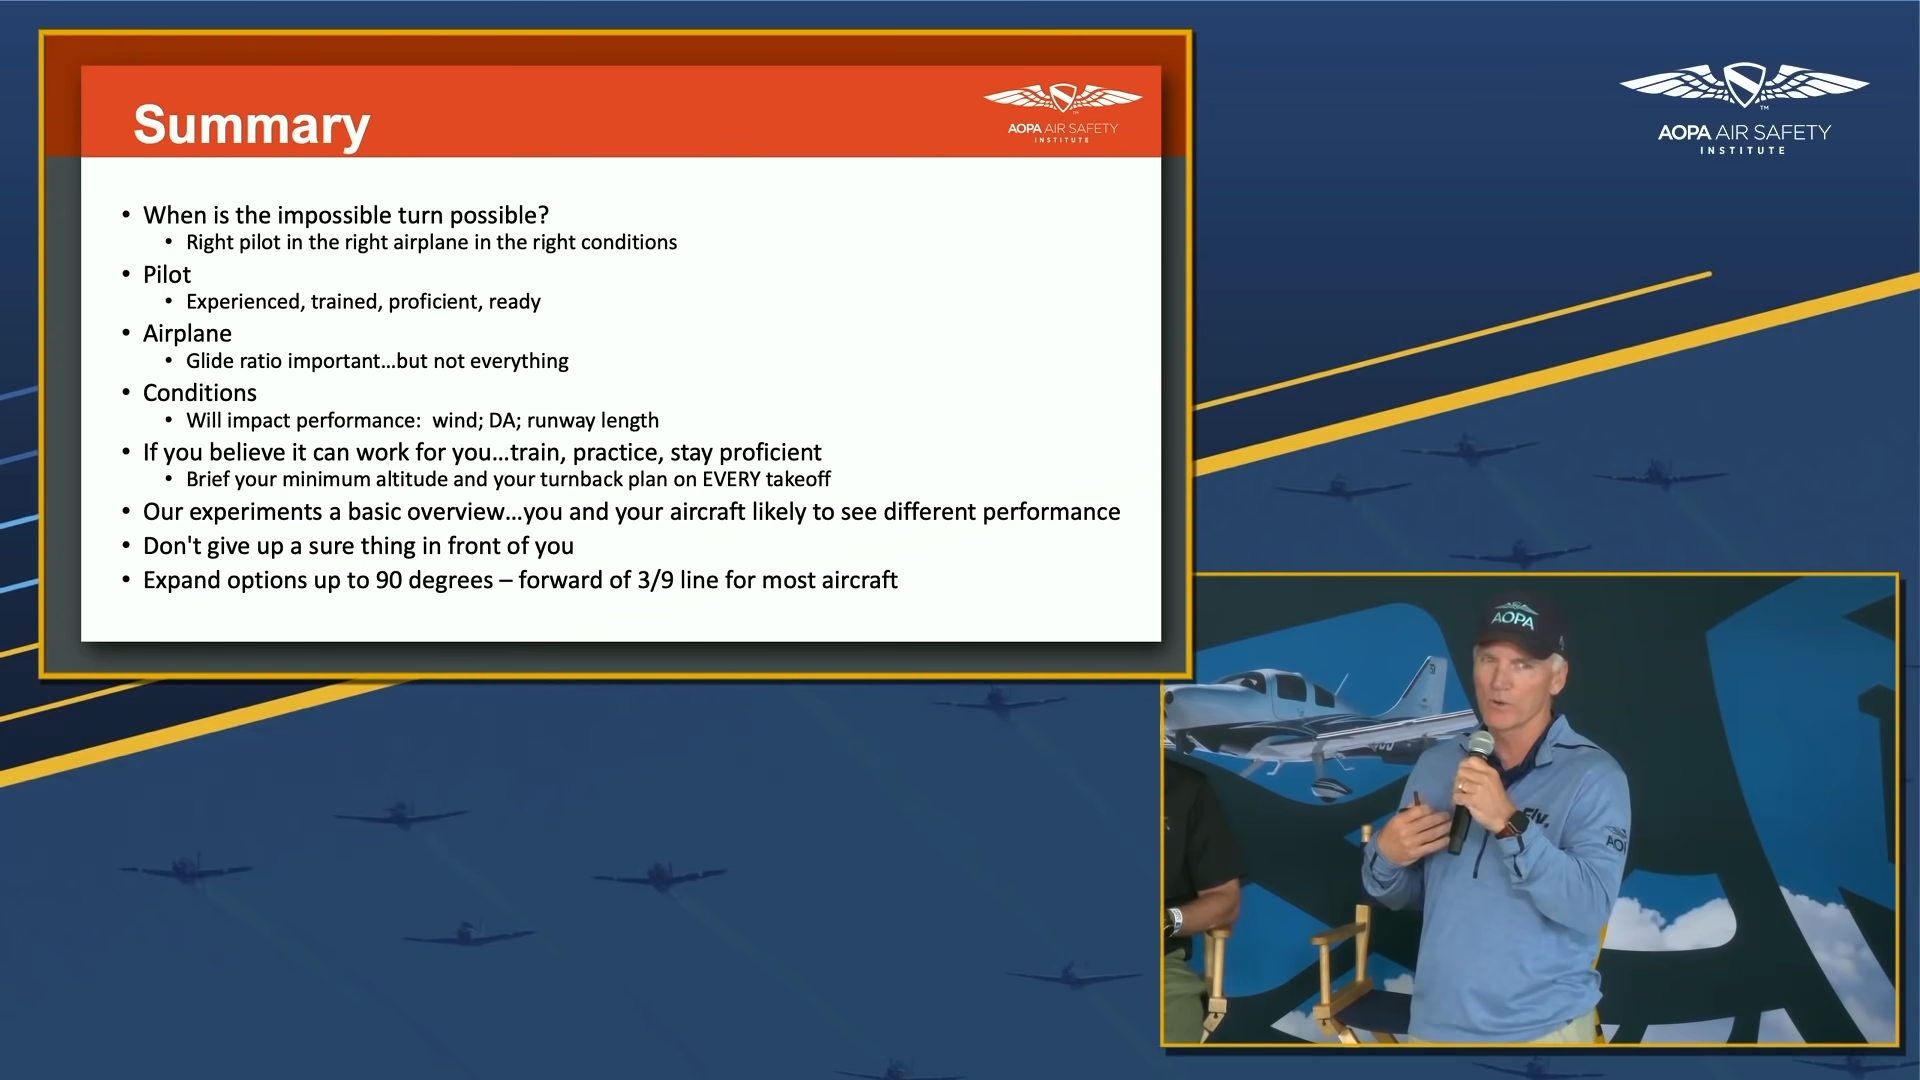 Summary
AOPA AIR SAFETY
INSTITUTE
• When is the impossible turn possible?
• Right pilot in the right airplane in the right conditions
• Pilot
• Experienced, trained, proficient, ready
• Airplane
• Glide ratio important...but not everything
• Conditions
• Will impact performance:  wind; DA; runway length
• If you believe it can work for you...train, practice, stay proficient
• Brief your minimum altitude and your turnback plan on EVERY takeoff
• Our experiments a basic overview...you and your aircraft likely to see different performance
• Don't give up a sure thing in front of you
• Expand options up to 90 degrees – forward of 3/9 line for most aircraft
TM
AOPA AIR SAFETY
INSTITUTE
AOPA